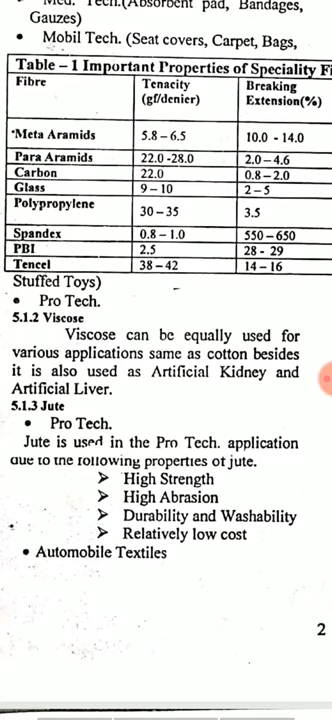 • Med. Tech.(Absorbent pad, Bandages,
Gauzes)
• Mobil Tech. (Seat covers, Carpet, Bags,
Table – 1 Important Properties of Speciality Fi
Fibre Tenacity (gf/denier) Breaking Extension(%)
Meta Aramids 5.8 – 6.5 10.0 - 14.0
Para Aramids 22.0 -28.0 2.0 – 4.6
Carbon 22.0 0.8 – 2.0
Glass 9 – 10 2 – 5
Polypropylene 30 – 35 3.5
Spandex 0.8 – 1.0 550 – 650
PBI 2.5 28 - 29
Tencel 38 – 42 14 – 16
Stuffed Toys)
• Pro Tech.
5.1.2 Viscose
Viscose can be equally used for
various applications same as cotton besides
it is also used as Artificial Kidney and
Artificial Liver.
5.1.3 Jute
• Pro Tech.
Jute is used in the Pro Tech. application
due to the following properties of jute.
➢ High Strength
➢ High Abrasion
➢ Durability and Washability
➢ Relatively low cost
• Automobile Textiles
2